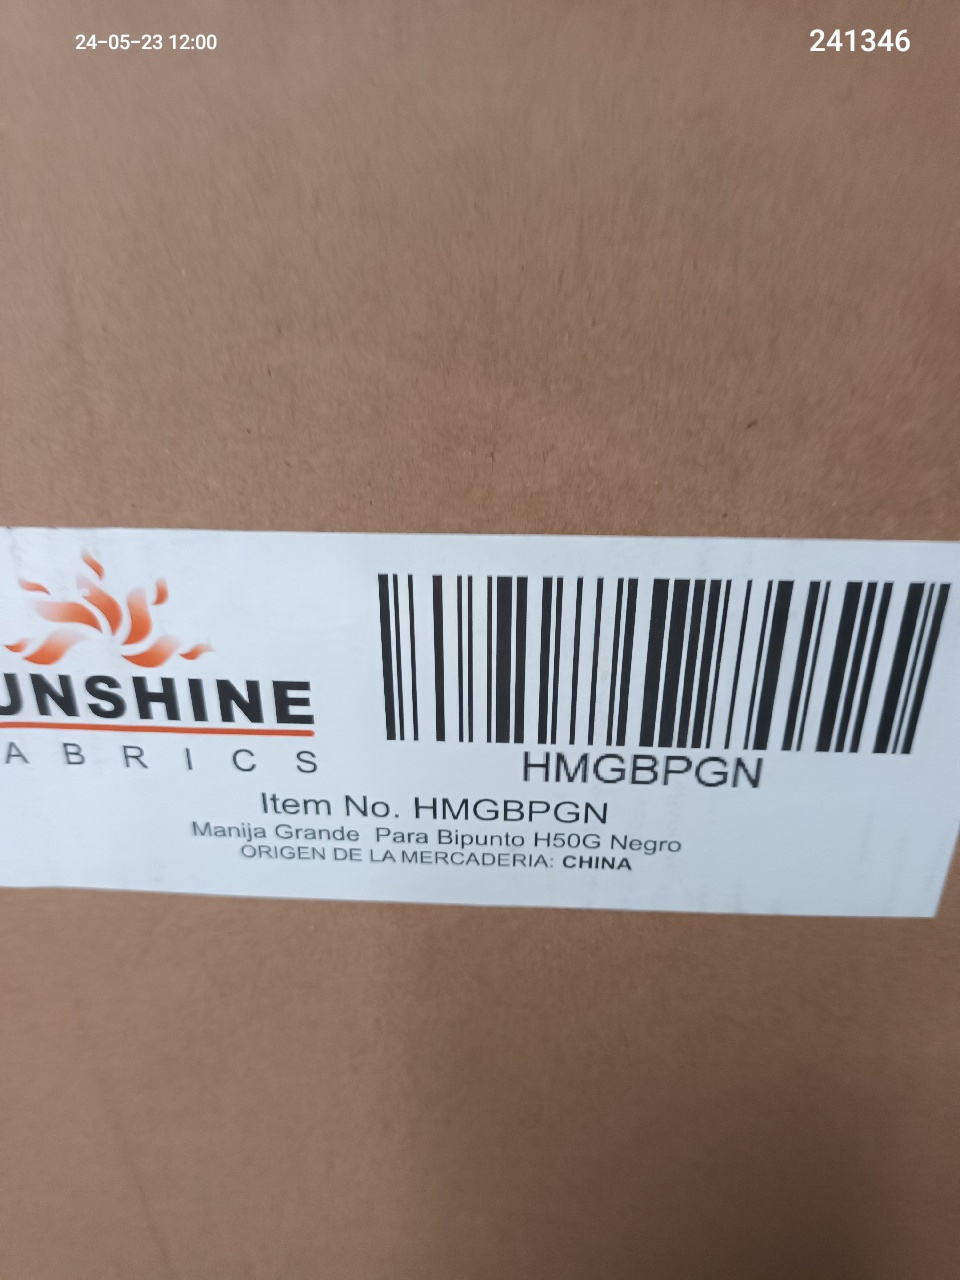 24-05-23 12:00
241346
UNSHINE
ABRICS
HMGBPGN
Item No. HMGBPGN
Manija Grande Para Bipunto H50G Negro
ORIGEN DE LA MERCADERIA: CHINA